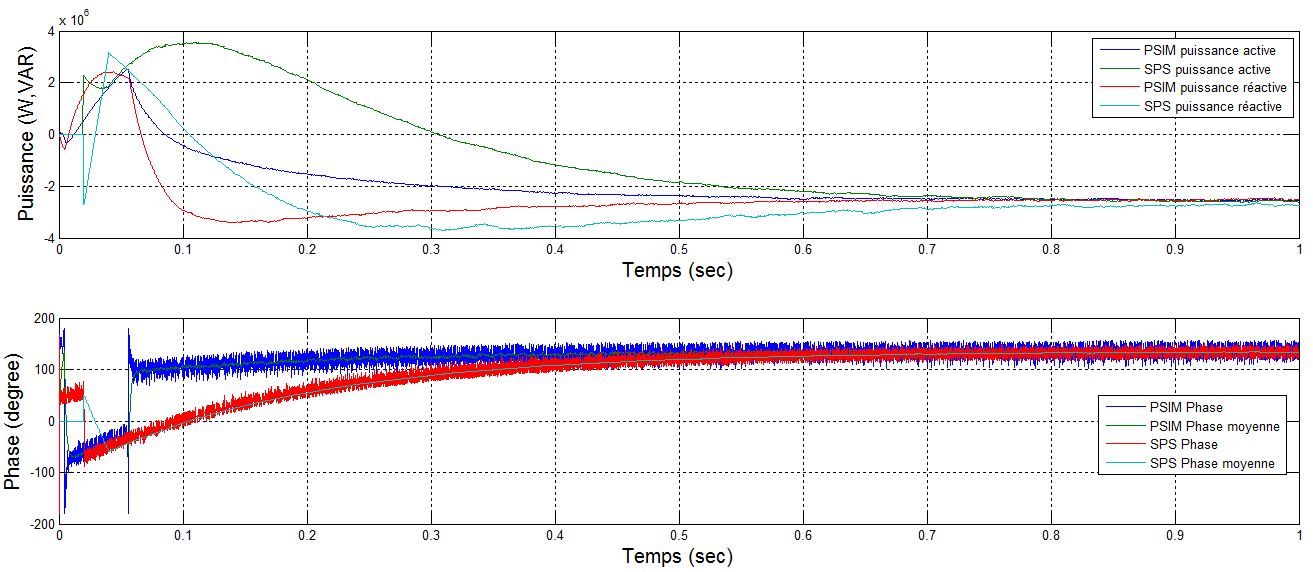 x 10⁶
4
2
0
-2
-4
Puissance (W,VAR)
PSIM puissance active
SPS puissance active
PSIM puissance réactive
SPS puissance réactive
0 0.1 0.2 0.3 0.4 0.5 0.6 0.7 0.8 0.9 1
Temps (sec)
200
100
0
-100
-200
Phase (degree)
PSIM Phase
PSIM Phase moyenne
SPS Phase
SPS Phase moyenne
0 0.1 0.2 0.3 0.4 0.5 0.6 0.7 0.8 0.9 1
Temps (sec)